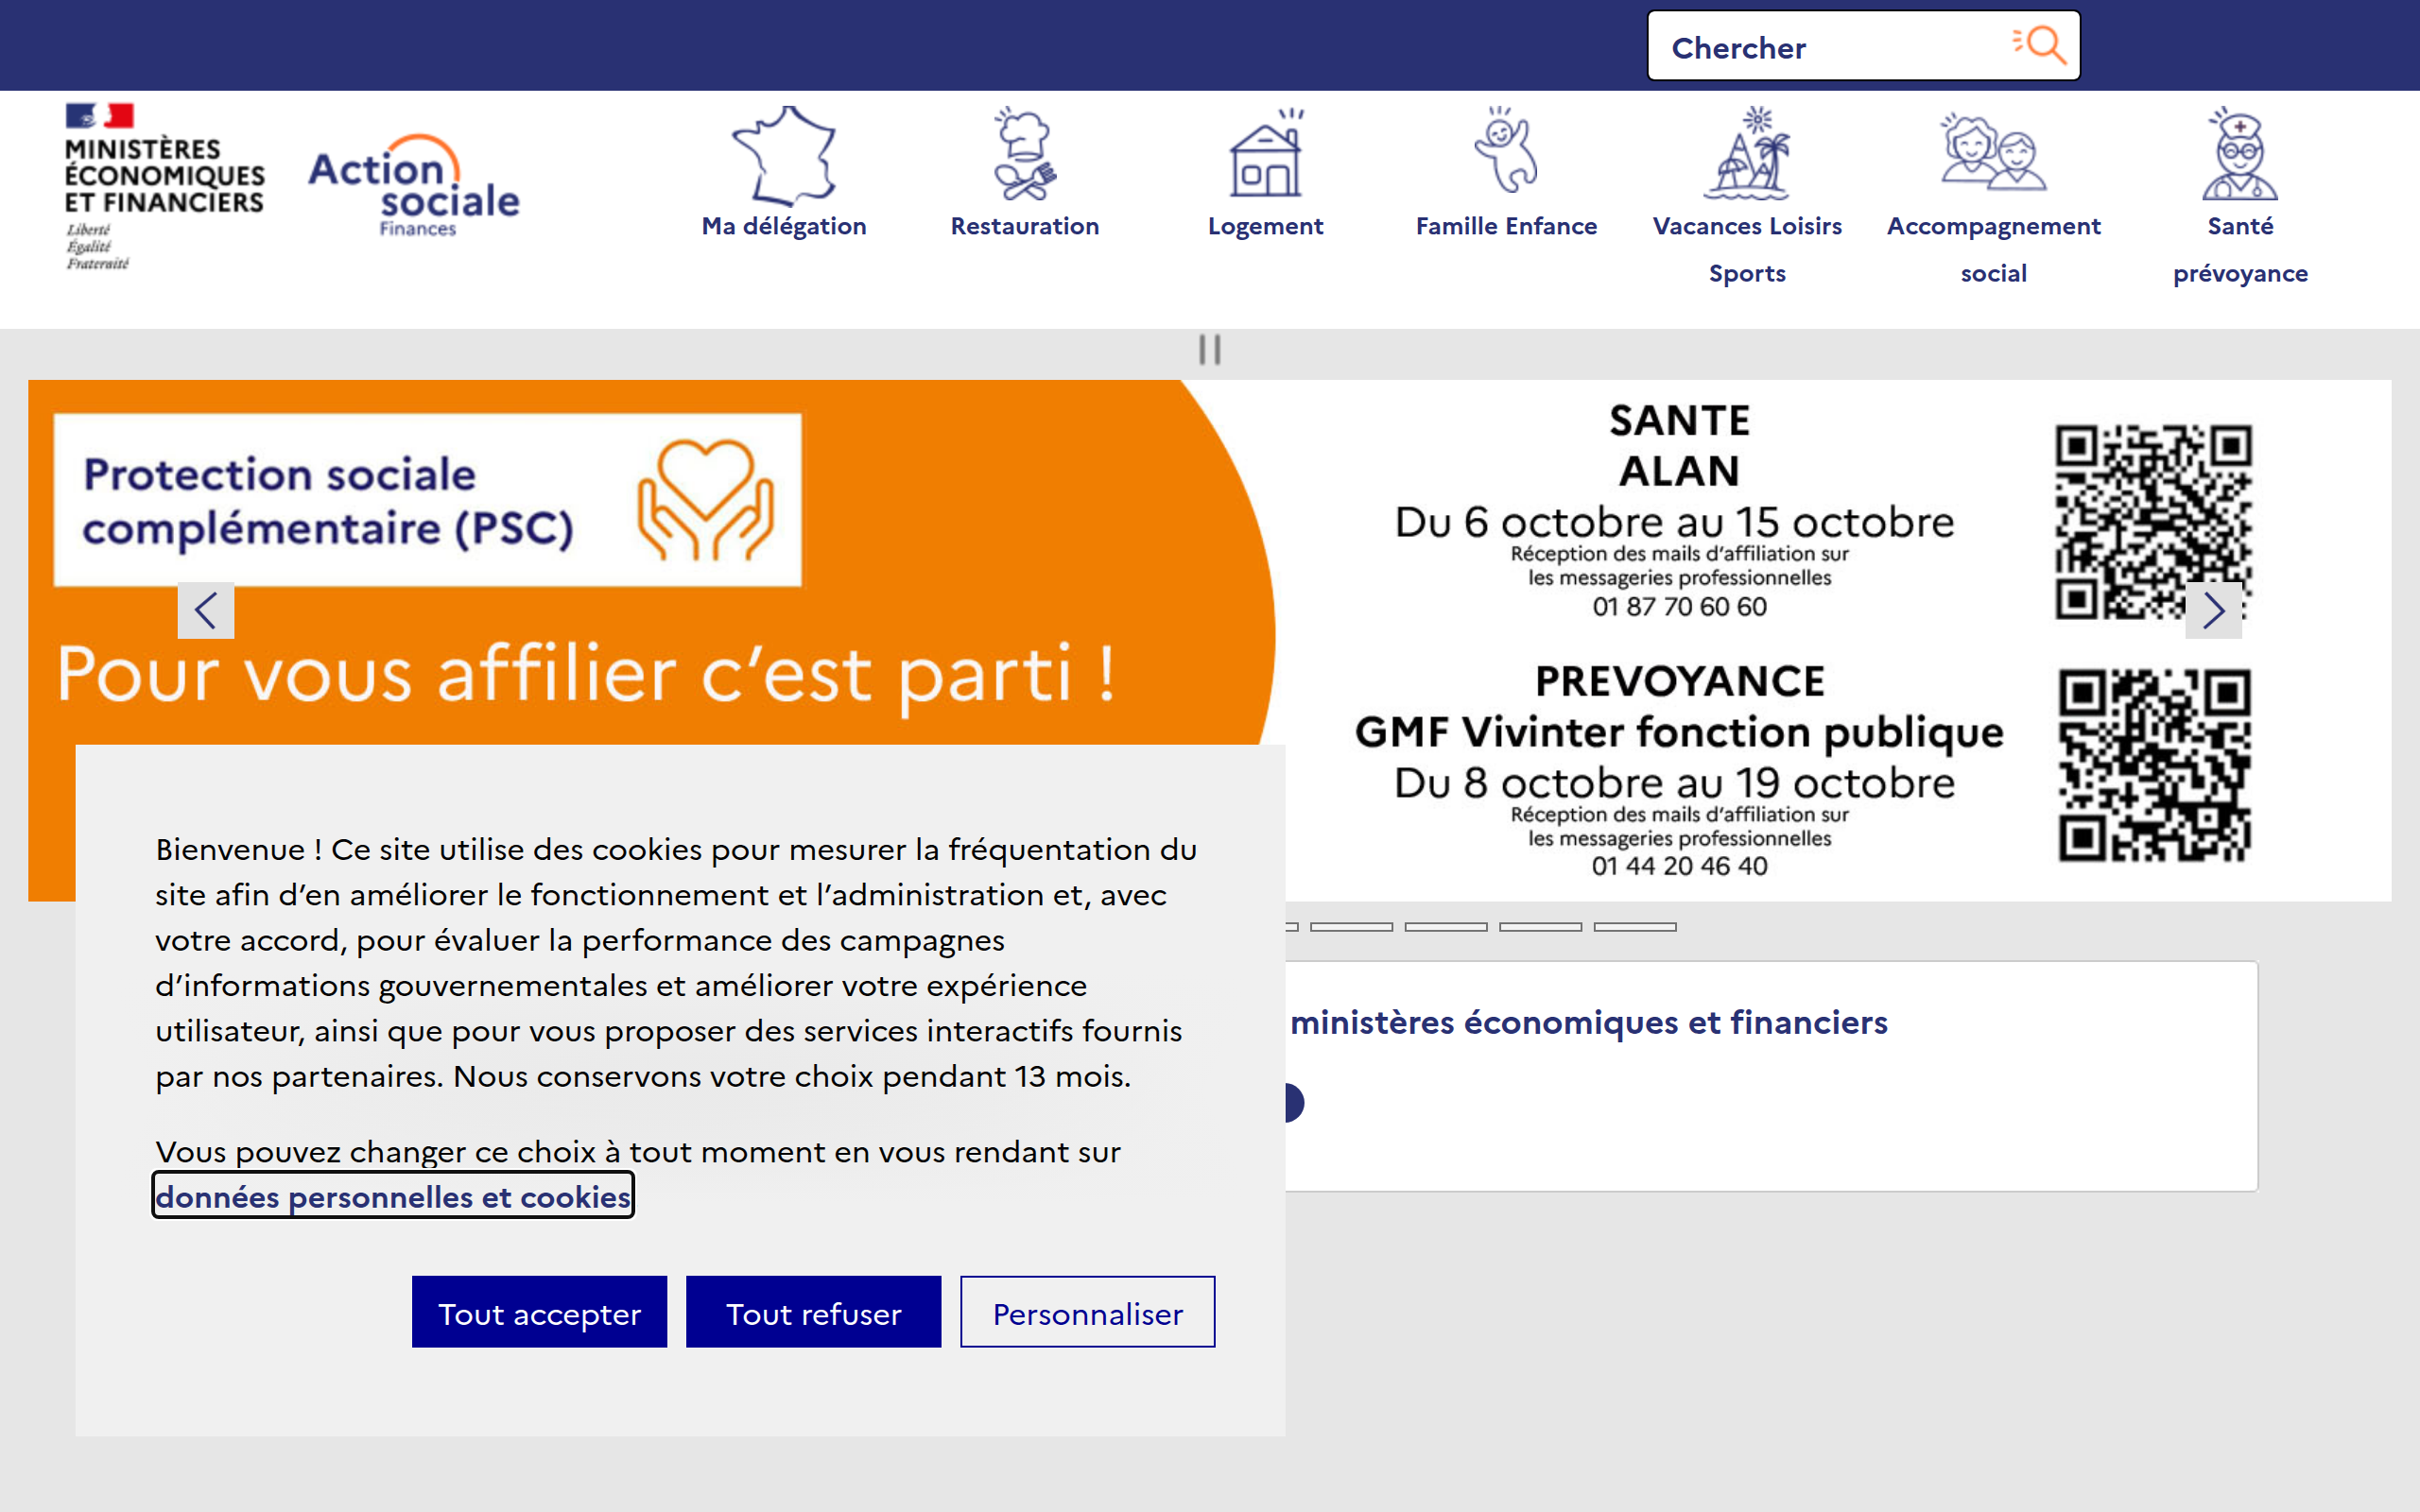 Chercher
MINISTÈRES
ÉCONOMIQUES
ET FINANCIERS
Liberté
Égalité
Fraternité
Action
sociale
Finances
Ma délégation
Restauration
Logement
Famille Enfance
Vacances Loisirs
Sports
Accompagnement
social
Santé
prévoyance
Protection sociale
complémentaire (PSC)
Pour vous affilier c'est parti !
SANTE
ALAN
Du 6 octobre au 15 octobre
Réception des mails d'affiliation sur
les messageries professionnelles
01 87 70 60 60
PREVOYANCE
GMF Vivinter fonction publique
Du 8 octobre au 19 octobre
Réception des mails d'affiliation sur
les messageries professionnelles
01 44 20 46 40
ministères économiques et financiers
Bienvenue ! Ce site utilise des cookies pour mesurer la fréquentation du
site afin d'en améliorer le fonctionnement et l'administration et, avec
votre accord, pour évaluer la performance des campagnes
d'informations gouvernementales et améliorer votre expérience
utilisateur, ainsi que pour vous proposer des services interactifs fournis
par nos partenaires. Nous conservons votre choix pendant 13 mois.
Vous pouvez changer ce choix à tout moment en vous rendant sur
données personnelles et cookies
Tout accepter
Tout refuser
Personnaliser